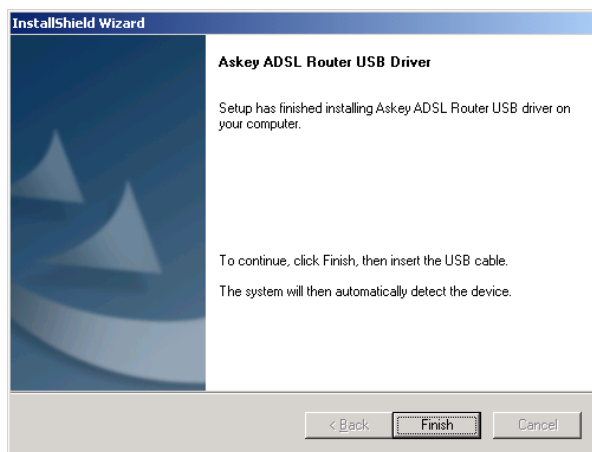 InstallShield Wizard
Askey ADSL Router USB Driver
Setup has finished installing Askey ADSL Router USB driver on
your computer.
To continue, click Finish, then insert the USB cable.
The system will then automatically detect the device.
< Back
Finish
Cancel